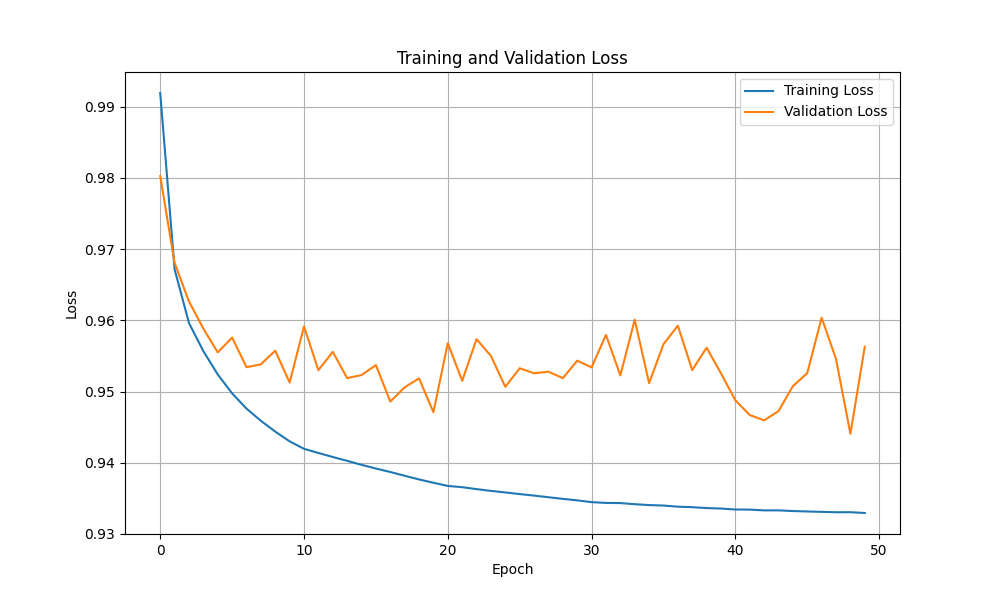 Training and Validation Loss
Training Loss
Validation Loss
0.99
0.98
0.97
0.96
0.95
0.94
0.93
Loss
0 10 20 30 40 50
Epoch